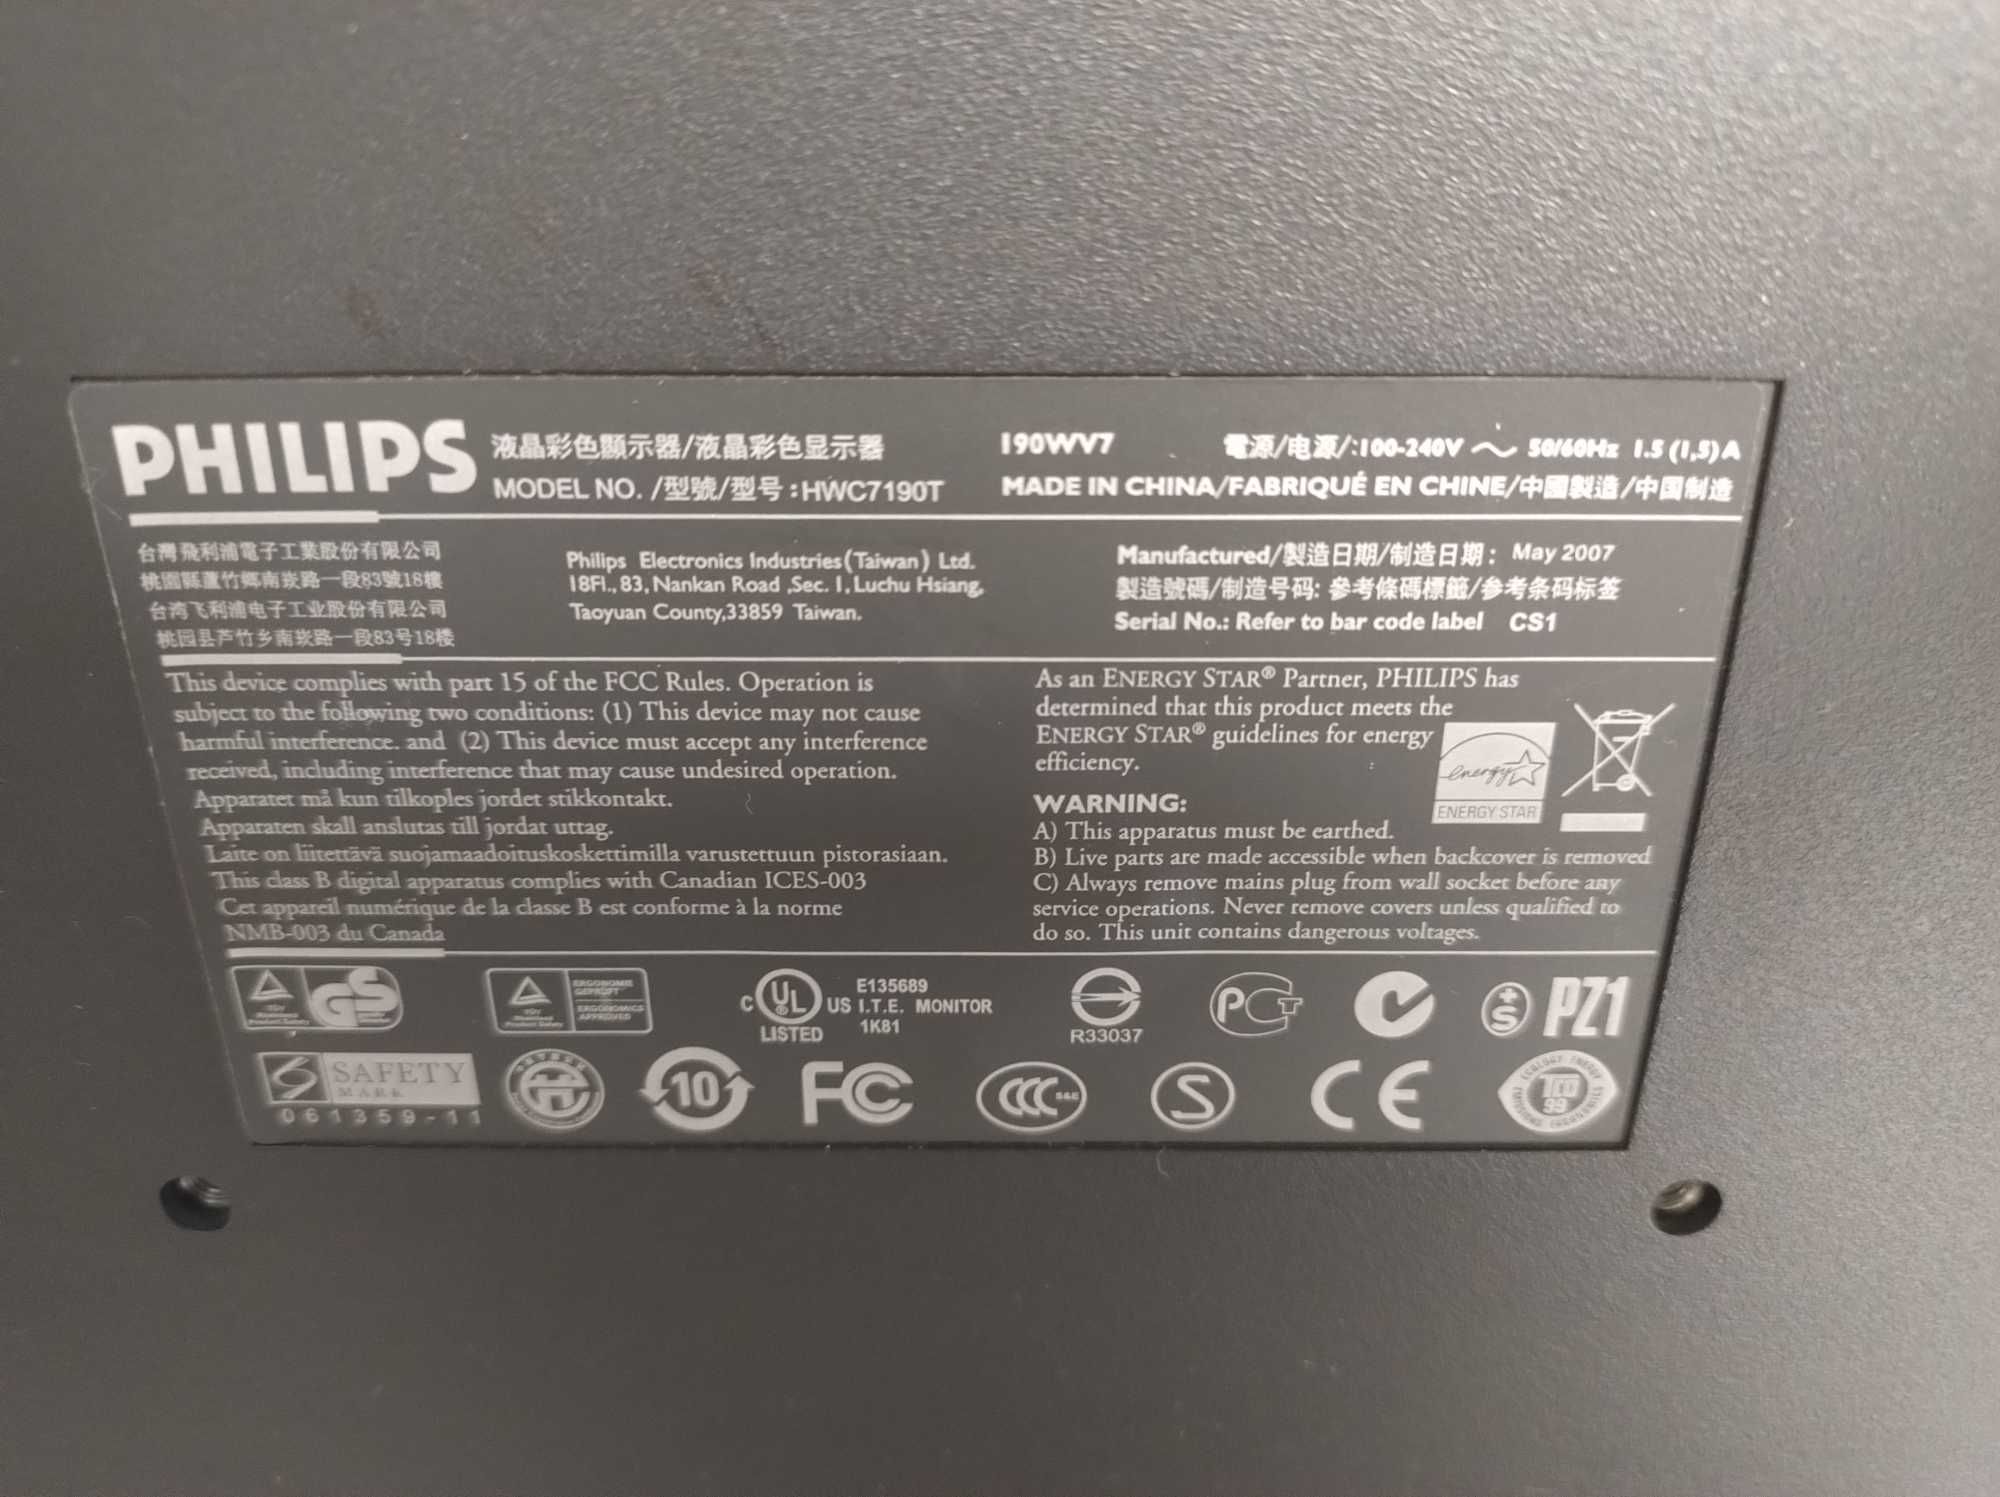 PHILIPS
液晶彩色顯示器/液晶彩色显示器 190WV7 電源/电源/:100-240V ～ 50/60Hz 1.5 (1,5)A
MODEL NO. /型號/型号 : HWC7190T MADE IN CHINA/FABRIQUÉ EN CHINE/中國製造/中国制造
台灣飛利浦電子工業股份有限公司
桃園縣蘆竹鄉南崁路一段83號18樓
台湾飞利浦电子工业股份有限公司
桃园县芦竹乡南崁路一段83号18楼
Philips Electronics Industries (Taiwan) Ltd.
18Fl., 83, Nankan Road ,Sec. 1, Luchu Hsiang,
Taoyuan County,33859 Taiwan.
Manufactured/製造日期/制造日期 : May 2007
製造號碼/制造号码: 參考條碼標籤/参考条码标签
Serial No.: Refer to bar code label CS1
This device complies with part 15 of the FCC Rules. Operation is
subject to the following two conditions: (1) This device may not cause
harmful interference. and (2) This device must accept any interference
received, including interference that may cause undesired operation.
Apparatet må kun tilkoples jordet stikkontakt.
Apparaten skall anslutas till jordat uttag.
Laite on liitettävä suojamaadoituskoskettimilla varustettuun pistorasiaan.
This class B digital apparatus complies with Canadian ICES-003
Cet appareil numérique de la classe B est conforme à la norme
NMB-003 du Canada
As an ENERGY STAR® Partner, PHILIPS has
determined that this product meets the
ENERGY STAR® guidelines for energy
efficiency.
energy
ENERGY STAR
WARNING:
A) This apparatus must be earthed.
B) Live parts are made accessible when backcover is removed
C) Always remove mains plug from wall socket before any
service operations. Never remove covers unless qualified to
do so. This unit contains dangerous voltages.
TÜV
Rheinland
Product Safety
GS
TÜV
Rheinland
Product Safety
ERGONOMIE
GEPRÜFT
ERGONOMICS
APPROVED
C UL US
LISTED
E135689
I.T.E. MONITOR
1K81
R33037
PCT
+S
PZ1
SAFETY
MARK
061359-11
10
FC
CCC S&E
S
CE
ECOLOGY ENERGY
TCO
99
EMISSIONS ERGONOMICS